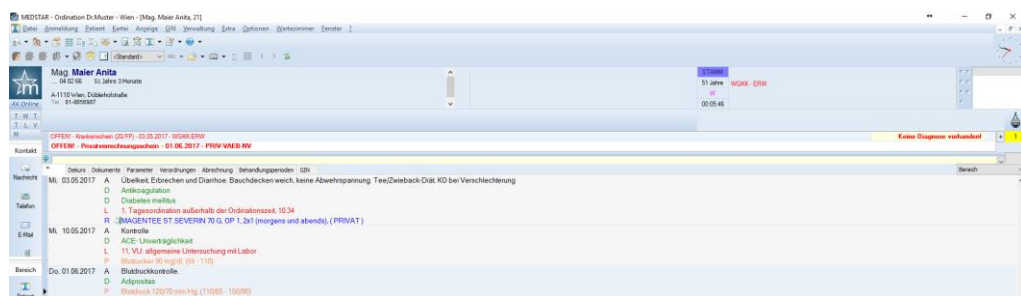 MEDSTAR - Ordination Dr.Muster - Wien - [Mag. Maier Anita, 21]
Datei Anmeldung Patient Kartei Anzeige GIN Verwaltung Extra Optionen Wartezimmer Fenster ?
<Standard>
Mag. Maier Anita
... 04 02 66 51 Jahre 3 Monate
A-1110 Wien, Doblerhofstraße
Tel.: 01-8656987
STAMM
51 Jahre WGKK - ERW
W
00:05:46
AK Online
T W T
T L V
M
OFFEN! - Krankenschein (20/FP) - 03.05.2017 - WGKK-ERW
Keine Diagnose vorhanden! + 1
OFFEN! - Privatverrechnungsschein - 01.06.2017 - PRIV-VAEB-NV
Kontakt
Nachricht
Telefon
E-Mail
Bereich
Dekurs Dokumente Parameter Verordnungen Abrechnung Behandlungsperioden GIN Bereich
Mi, 03.05.2017 A Übelkeit, Erbrechen und Diarrhoe. Bauchdecken weich, keine Abwehrspannung. Tee/Zwieback-Diät. KO bei Verschlechterung
D Antikoagulation
D Diabetes mellitus
L 1, Tagesordination außerhalb der Ordinationszeit, 10:34
R MAGENTEE ST.SEVERIN 70 G, OP 1, 2x1 (morgens und abends), ( PRIVAT )
Mi, 10.05.2017 A Kontrolle
D ACE- Unverträglichkeit
L 11, VU: allgemeine Untersuchung mit Labor
P Blutzucker 90 mg/dl, (55 - 110)
Do, 01.06.2017 A Blutdruckkontrolle.
D Adipositas
P Blutdruck 120/70 mm Hg, (110/65 - 150/90)